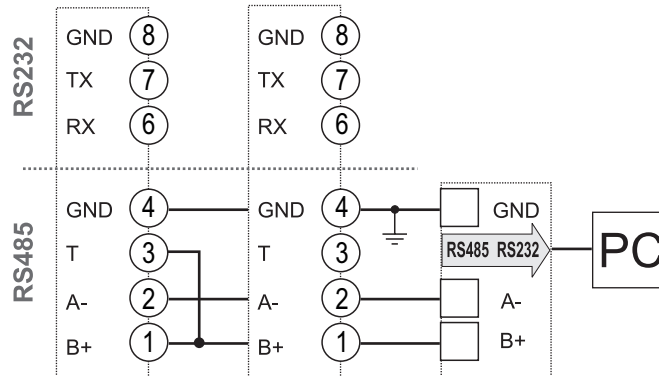 RS232
GND 8 GND 8
TX 7 TX 7
RX 6 RX 6
RS485
GND 4 GND 4 GND
T 3 T 3 RS485 RS232 PC
A- 2 A- 2 A-
B+ 1 B+ 1 B+